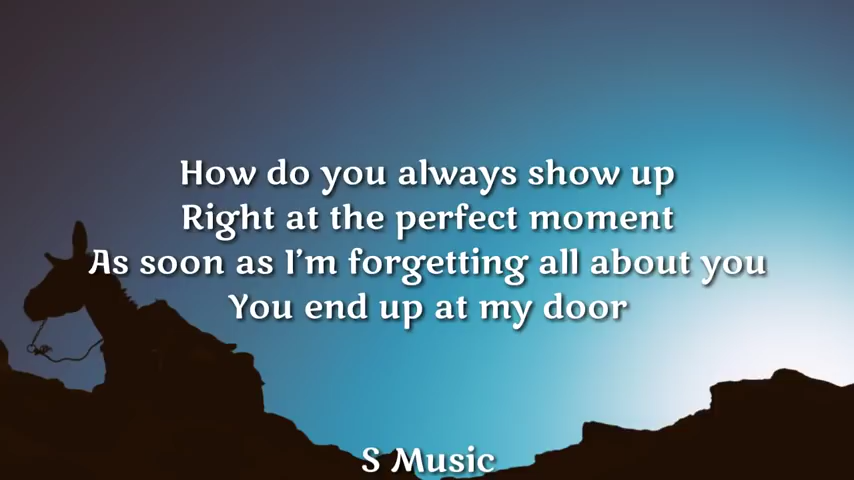 How do you always show up
Right at the perfect moment
As soon as I'm forgetting all about you
You end up at my door
S Music